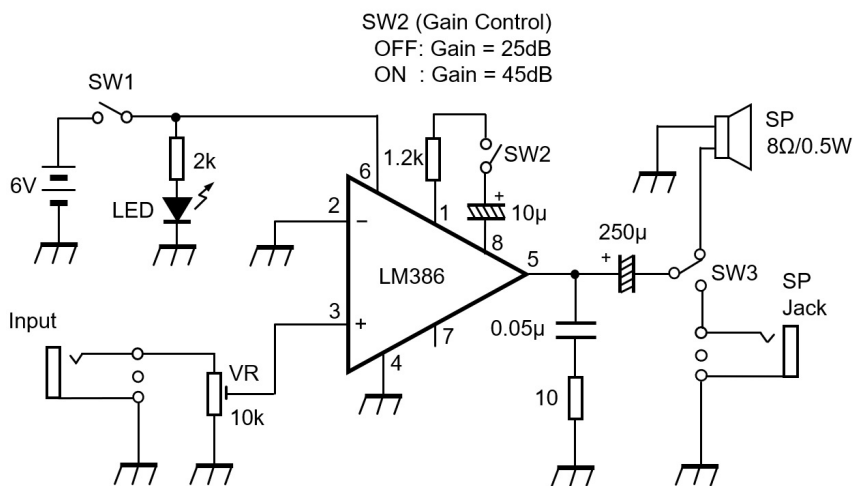 SW2 (Gain Control)
OFF: Gain = 25dB
ON : Gain = 45dB
SW1
6V
2k
LED
6
2
−
1.2k
1
SW2
+
10μ
8
SP
8Ω/0.5W
LM386
5
250μ
+
SW3
SP
Jack
3
+
7
4
0.05μ
10
Input
VR
10k